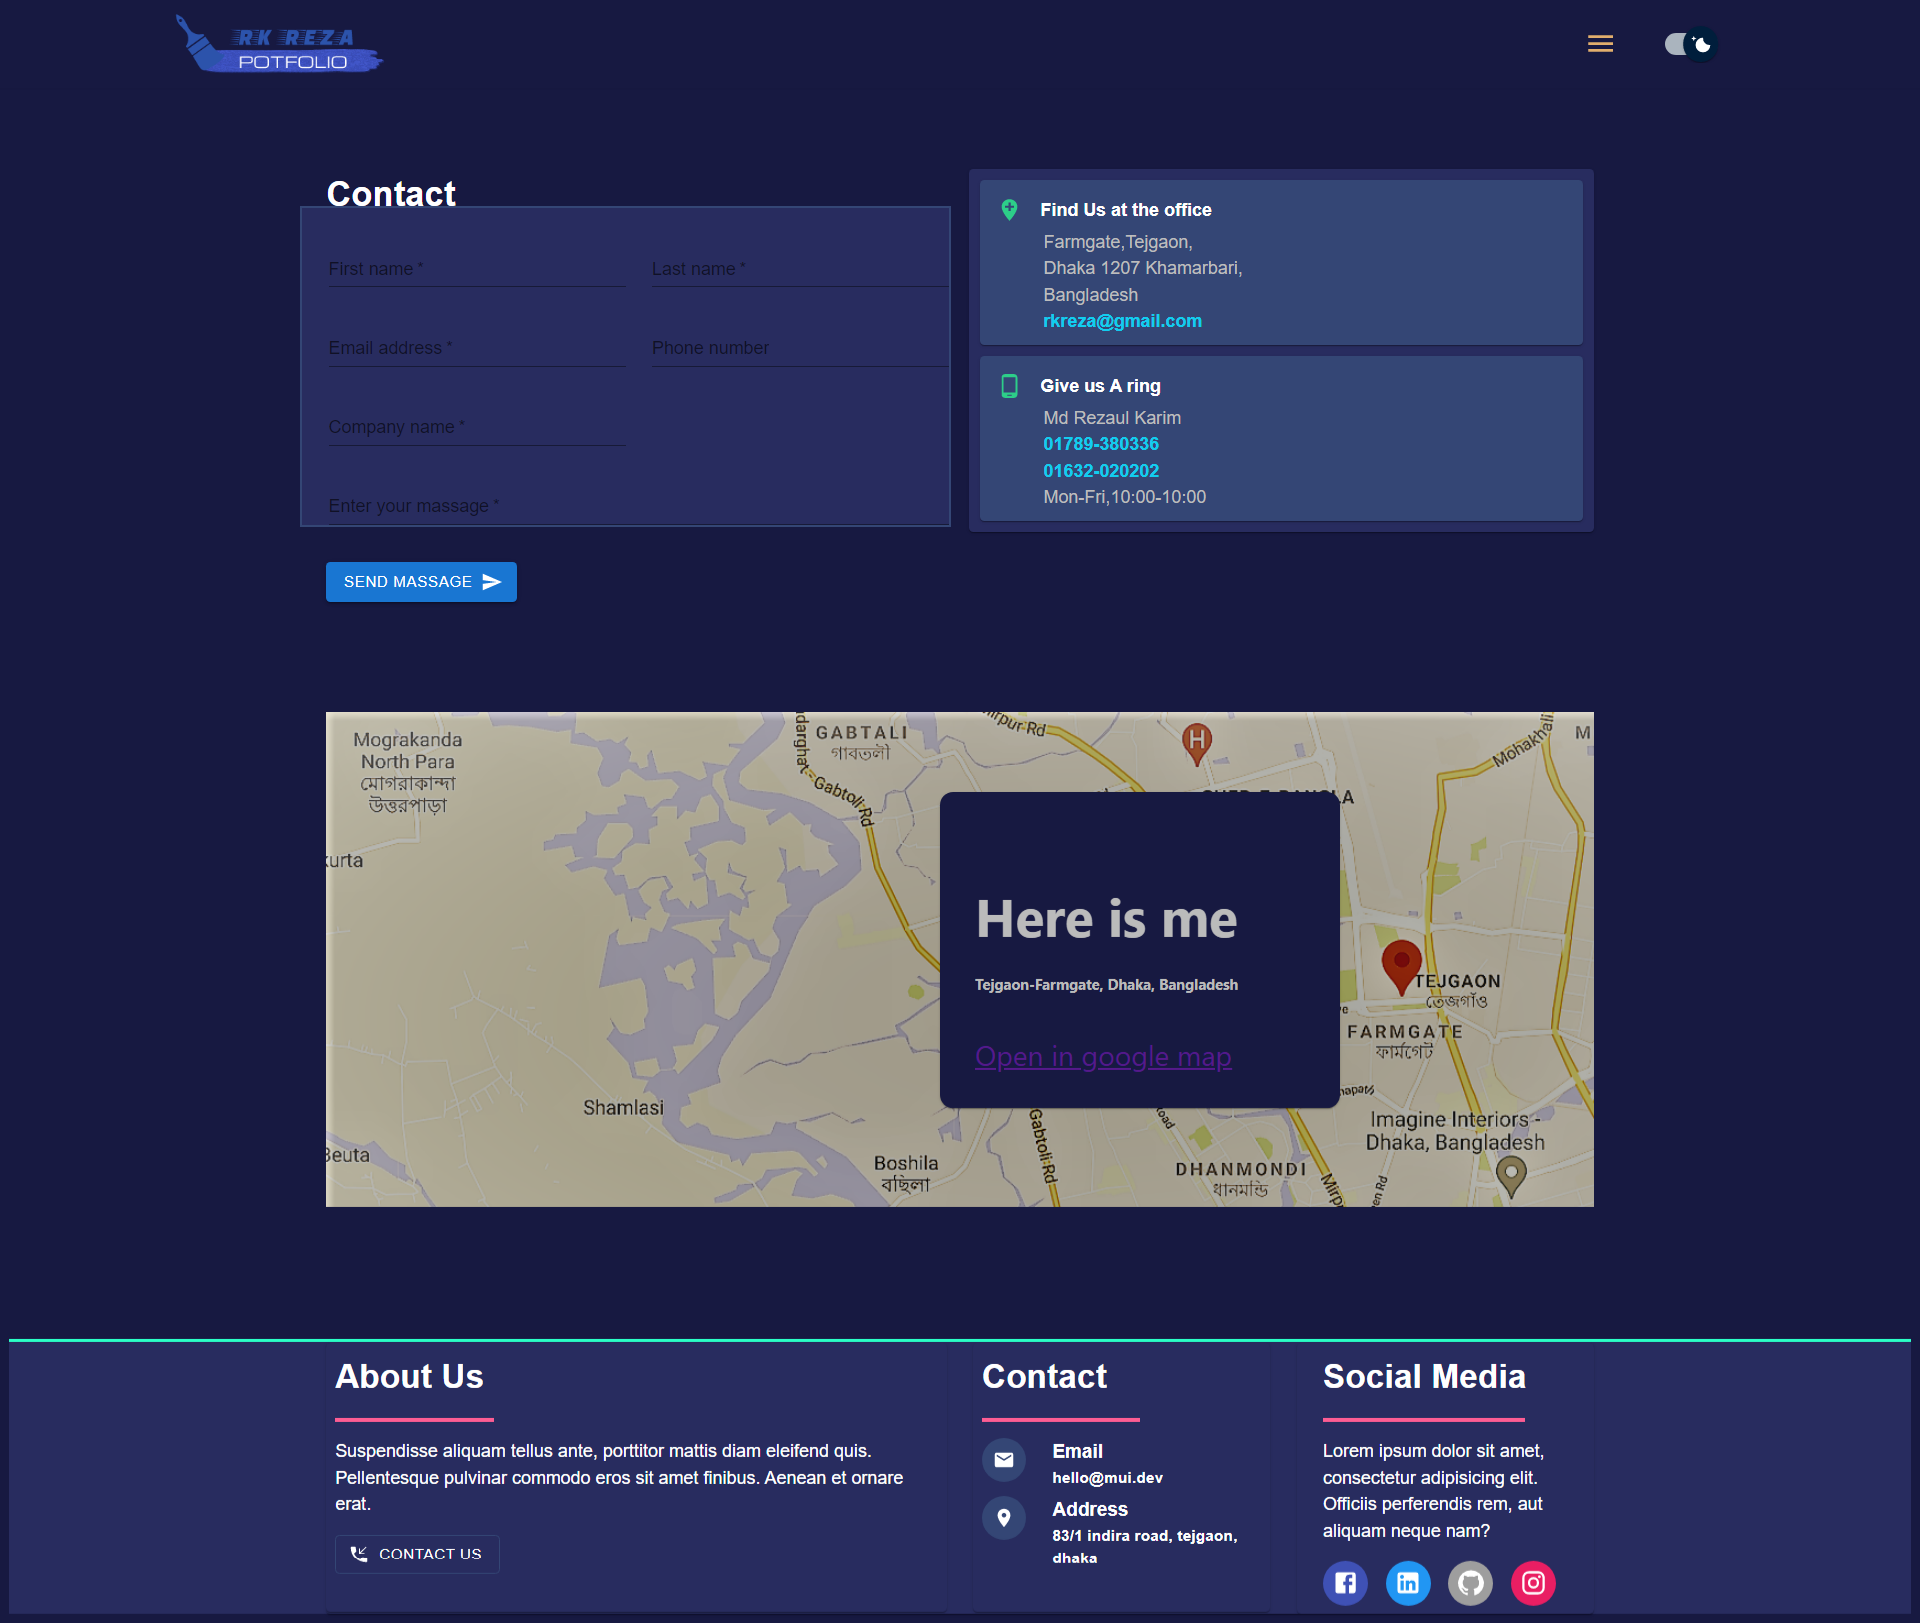 RK REZA
POTFOLIO
Contact
First name *
Last name *
Email address *
Phone number
Company name *
Enter your massage *
SEND MASSAGE
Find Us at the office
Farmgate,Tejgaon,
Dhaka 1207 Khamarbari,
Bangladesh
rkreza@gmail.com
Give us A ring
Md Rezaul Karim
01789-380336
01632-020202
Mon-Fri,10:00-10:00
Mograkanda
North Para
মোগরাকান্দা
উত্তরপাড়া
GABTALI
গাবতলী
Mirpur Rd
H
Mohakhali
M
Gabtoli Rd
Here is me
Tejgaon-Farmgate, Dhaka, Bangladesh
Open in google map
TEJGAON
তেজগাঁও
FARMGATE
ফার্মগেট
Shamlasi
Boshila
বছিলা
Gabtoli Rd
DHANMONDI
ধানমন্ডি
Imagine Interiors -
Dhaka, Bangladesh
About Us
Suspendisse aliquam tellus ante, porttitor mattis diam eleifend quis.
Pellentesque pulvinar commodo eros sit amet finibus. Aenean et ornare
erat.
CONTACT US
Contact
Email
hello@mui.dev
Address
83/1 indira road, tejgaon,
dhaka
Social Media
Lorem ipsum dolor sit amet,
consectetur adipisicing elit.
Officiis perferendis rem, aut
aliquam neque nam?